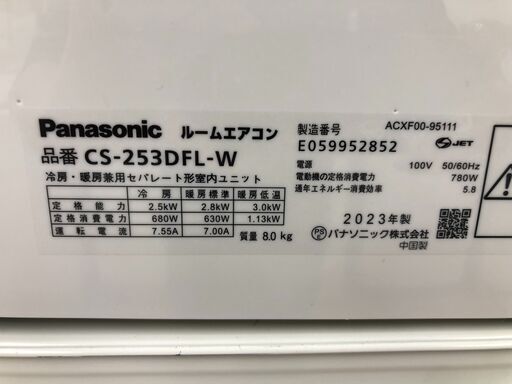 Panasonic ルームエアコン
品番 CS-253DFL-W
冷房・暖房兼用セパレート形室内ユニット
冷房 暖房標準 暖房低温
定格能力 2.5kW 2.8kW 3.0kW
定格消費電力 680W 630W 1.13kW
運転電流 7.55A 7.00A
質量 8.0 kg
製造番号 ACXF00-95111
E059952852
JET
電源 100V 50/60Hz
電動機の定格消費電力 780W
通年エネルギー消費効率 5.8
2023年製
PS E パナソニック株式会社
中国製